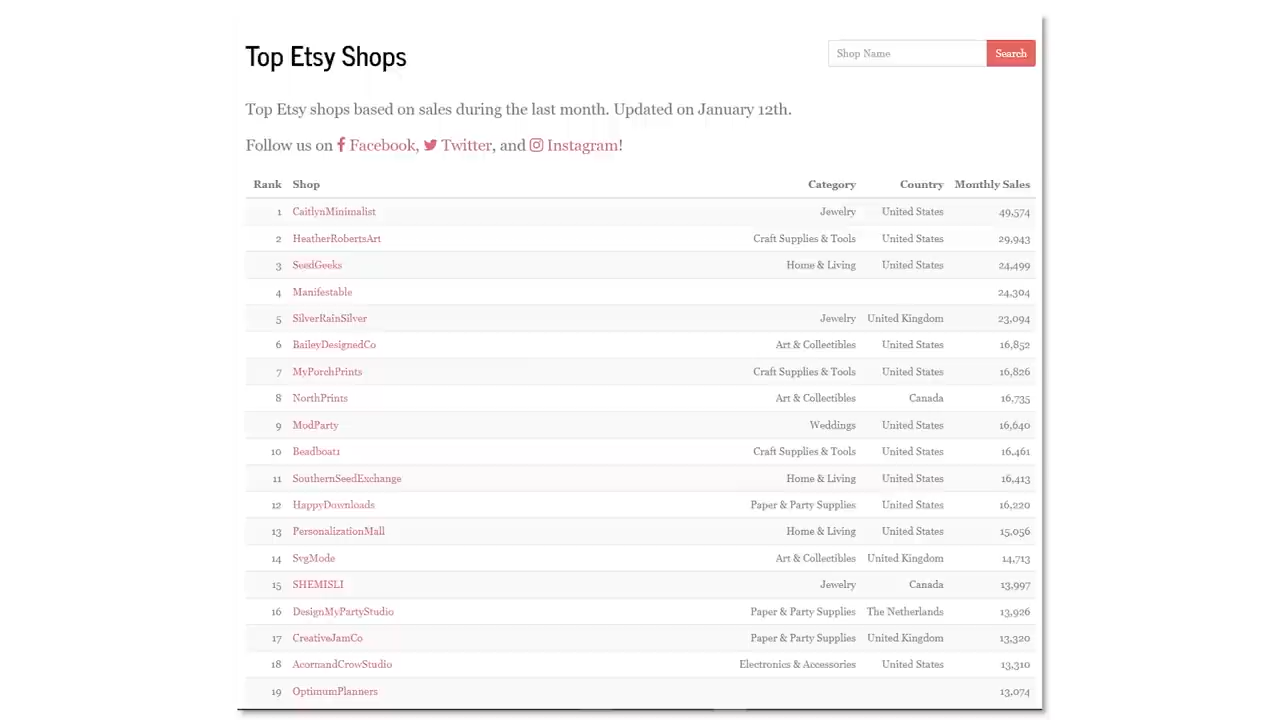 Top Etsy Shops
Shop Name Search
Top Etsy shops based on sales during the last month. Updated on January 12th.
Follow us on Facebook, Twitter, and Instagram!
Rank Shop Category Country Monthly Sales
1 CaitlynMinimalist Jewelry United States 49,574
2 HeatherRobertsArt Craft Supplies & Tools United States 29,943
3 SeedGeeks Home & Living United States 24,499
4 Manifestable 24,304
5 SilverRainSilver Jewelry United Kingdom 23,094
6 BaileyDesignedCo Art & Collectibles United States 16,852
7 MyPorchPrints Craft Supplies & Tools United States 16,826
8 NorthPrints Art & Collectibles Canada 16,735
9 ModParty Weddings United States 16,640
10 Beadboat1 Craft Supplies & Tools United States 16,461
11 SouthernSeedExchange Home & Living United States 16,413
12 HappyDownloads Paper & Party Supplies United States 16,220
13 PersonalizationMall Home & Living United States 15,056
14 SvgMode Art & Collectibles United Kingdom 14,713
15 SHEMISLI Jewelry Canada 13,997
16 DesignMyPartyStudio Paper & Party Supplies The Netherlands 13,926
17 CreativeJamCo Paper & Party Supplies United Kingdom 13,320
18 AcornandCrowStudio Electronics & Accessories United States 13,310
19 OptimumPlanners 13,074